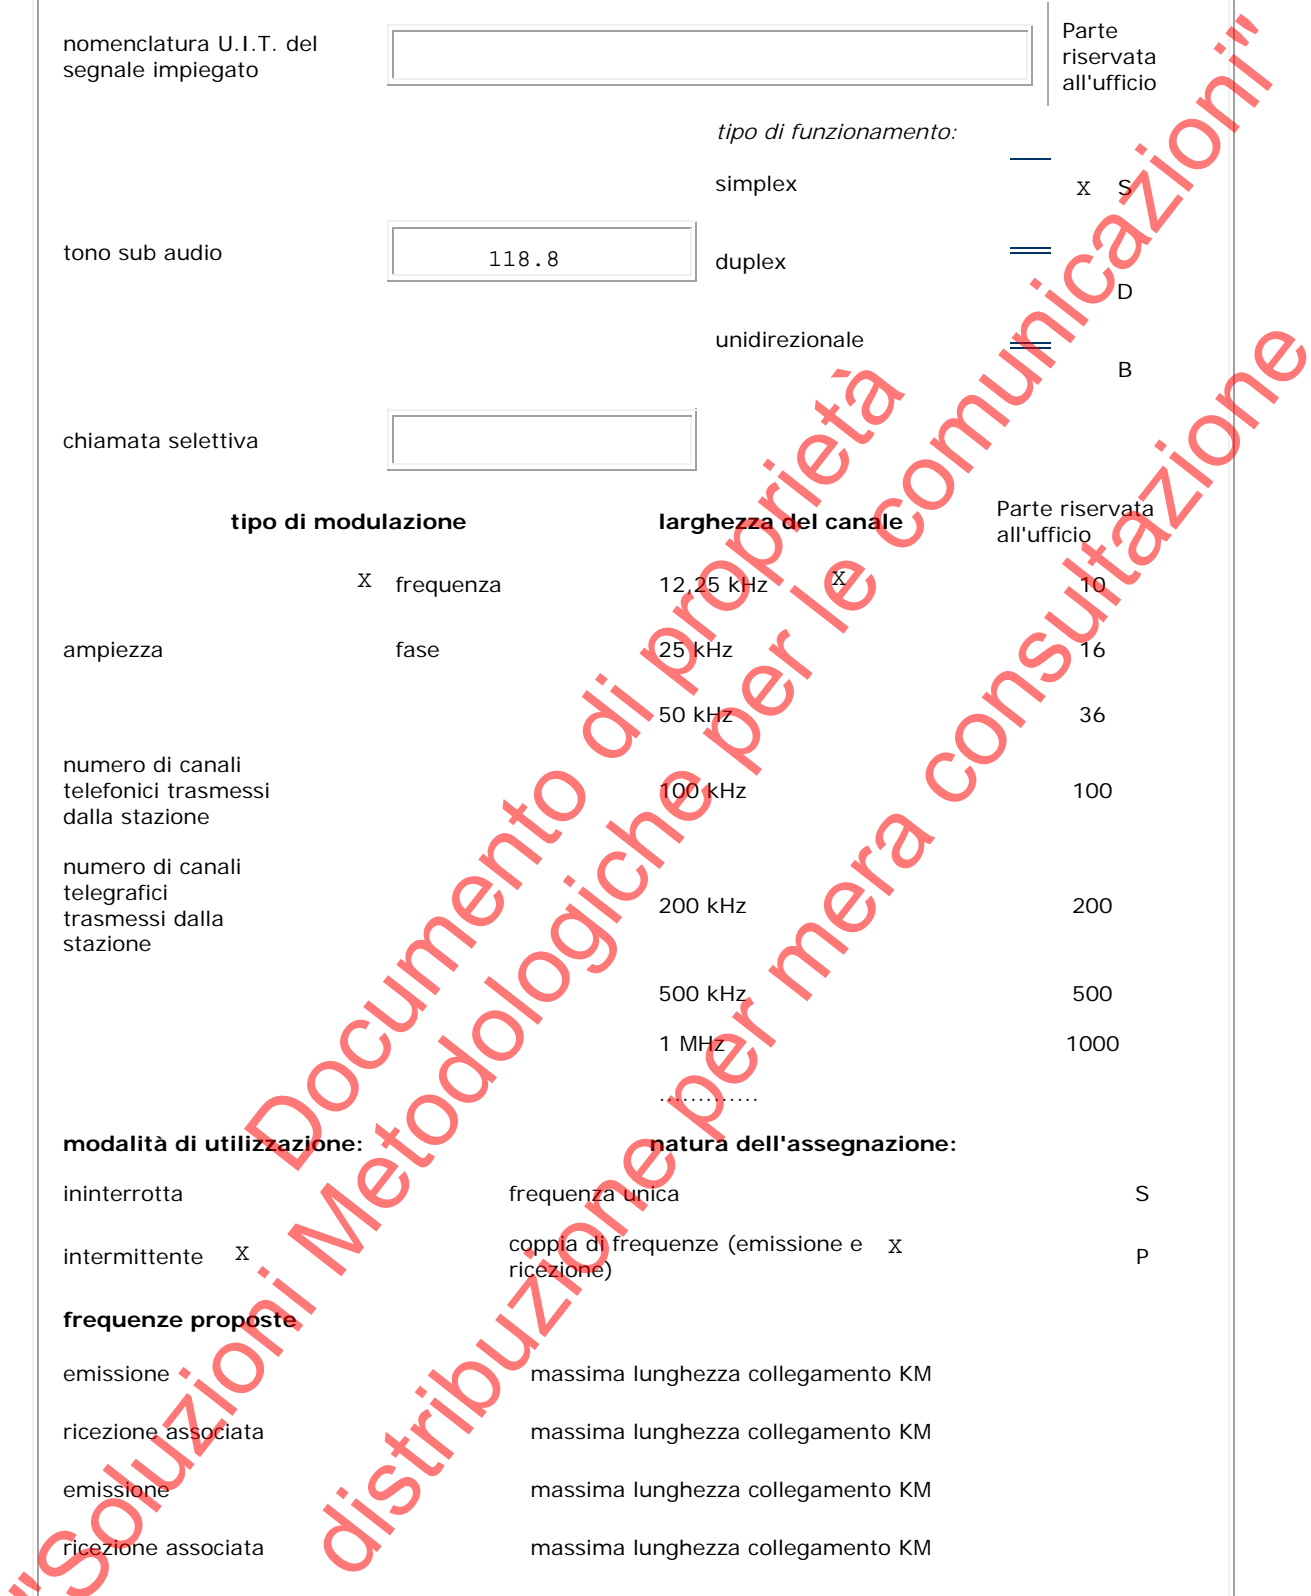 nomenclatura U.I.T. del
segnale impiegato
Parte
riservata
all'ufficio
tipo di funzionamento:
simplex X S
tono sub audio 118.8 duplex
D
unidirezionale
B
chiamata selettiva
tipo di modulazione larghezza del canale Parte riservata
all'ufficio
X frequenza 12,25 kHz X 10
ampiezza fase 25 kHz 16
50 kHz 36
numero di canali
telefonici trasmessi 100 kHz 100
dalla stazione
numero di canali
telegrafici
trasmessi dalla 200 kHz 200
stazione
500 kHz 500
1 MHz 1000
.............
modalità di utilizzazione: natura dell'assegnazione:
ininterrotta frequenza unica S
intermittente X coppia di frequenze (emissione e X P
ricezione)
frequenze proposte
emissione massima lunghezza collegamento KM
ricezione associata massima lunghezza collegamento KM
emissione massima lunghezza collegamento KM
ricezione associata massima lunghezza collegamento KM
Documento di proprietà
"Soluzioni Metodologiche per le comunicazioni"
distribuzione per mera consultazione